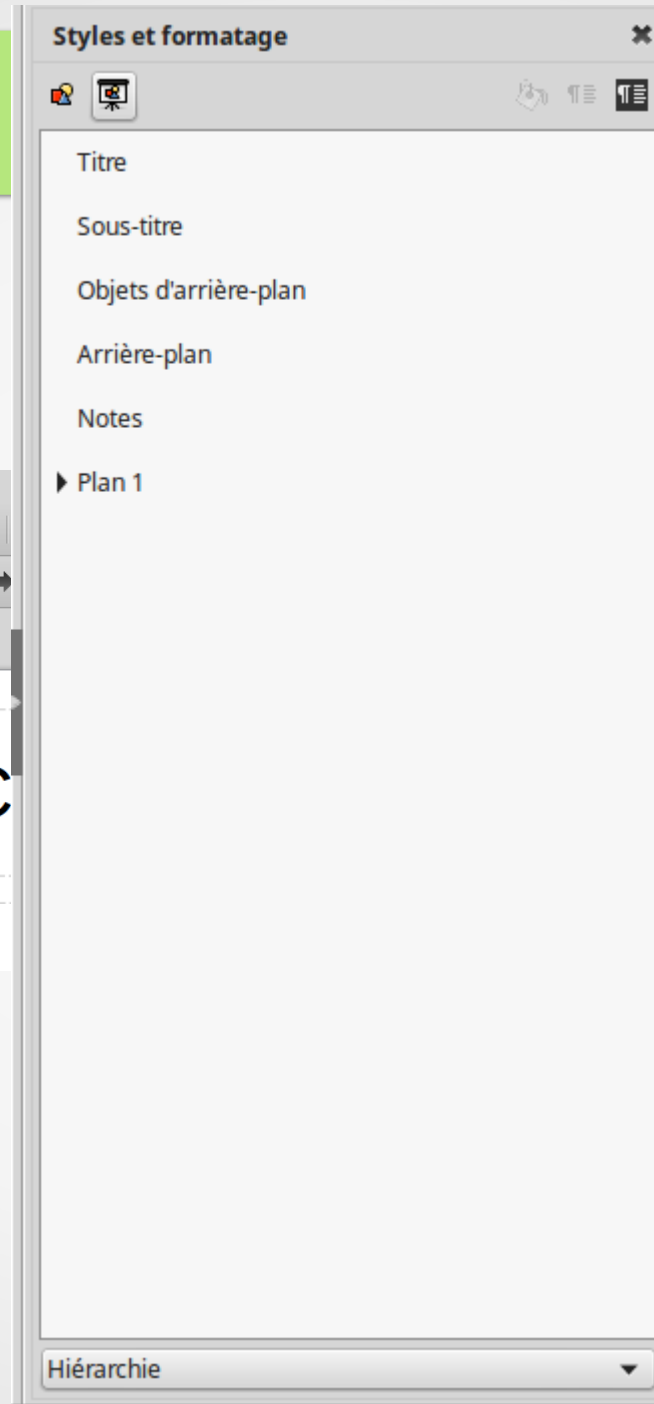 Styles et formatage
Titre
Sous-titre
Objets d'arrière-plan
Arrière-plan
Notes
Plan 1
Hiérarchie